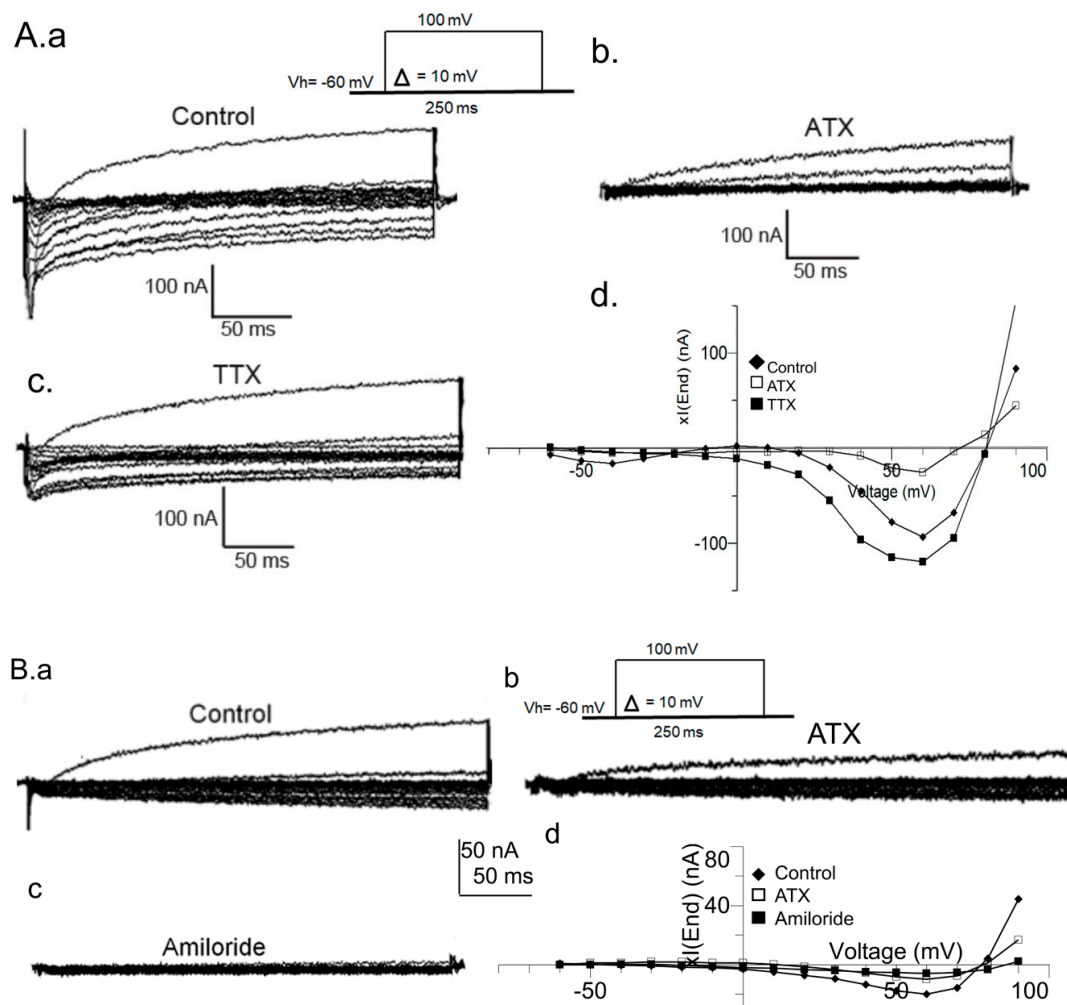 A.a
100 mV
Vh= -60 mV
Δ = 10 mV
250 ms
Control
100 nA
50 ms
b.
ATX
100 nA
50 ms
c.
TTX
100 nA
50 ms
d.
xI(End) (nA)
100
-100
-50
50
100
Voltage (mV)
Control
ATX
TTX
B.a
Control
b
100 mV
Vh= -60 mV
Δ = 10 mV
250 ms
ATX
50 nA
50 ms
c
Amiloride
d
xI(End) (nA)
80
40
Control
ATX
Amiloride
Voltage (mV)
-50
50
100